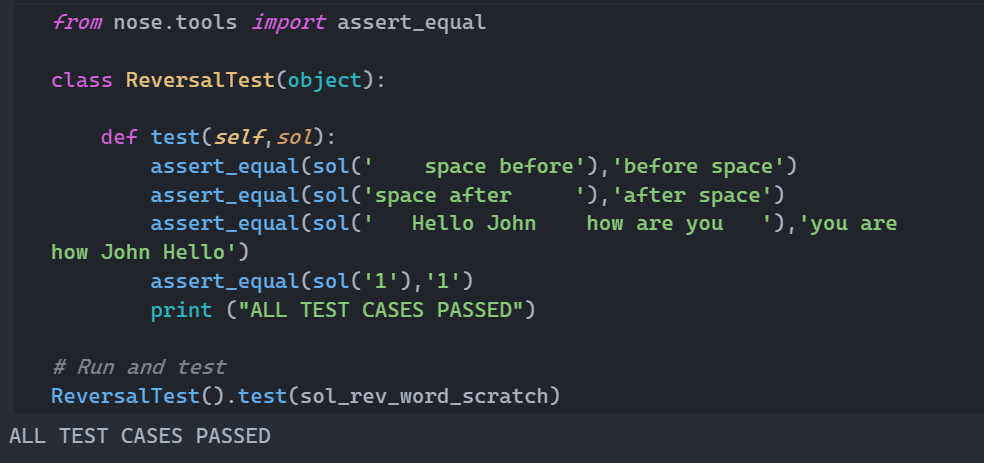 from nose.tools import assert_equal
class ReversalTest(object):
    def test(self,sol):
        assert_equal(sol('    space before'),'before space')
        assert_equal(sol('space after     '),'after space')
        assert_equal(sol('   Hello John    how are you   '),'you are
how John Hello')
        assert_equal(sol('1'),'1')
        print ("ALL TEST CASES PASSED")
# Run and test
ReversalTest().test(sol_rev_word_scratch)
ALL TEST CASES PASSED